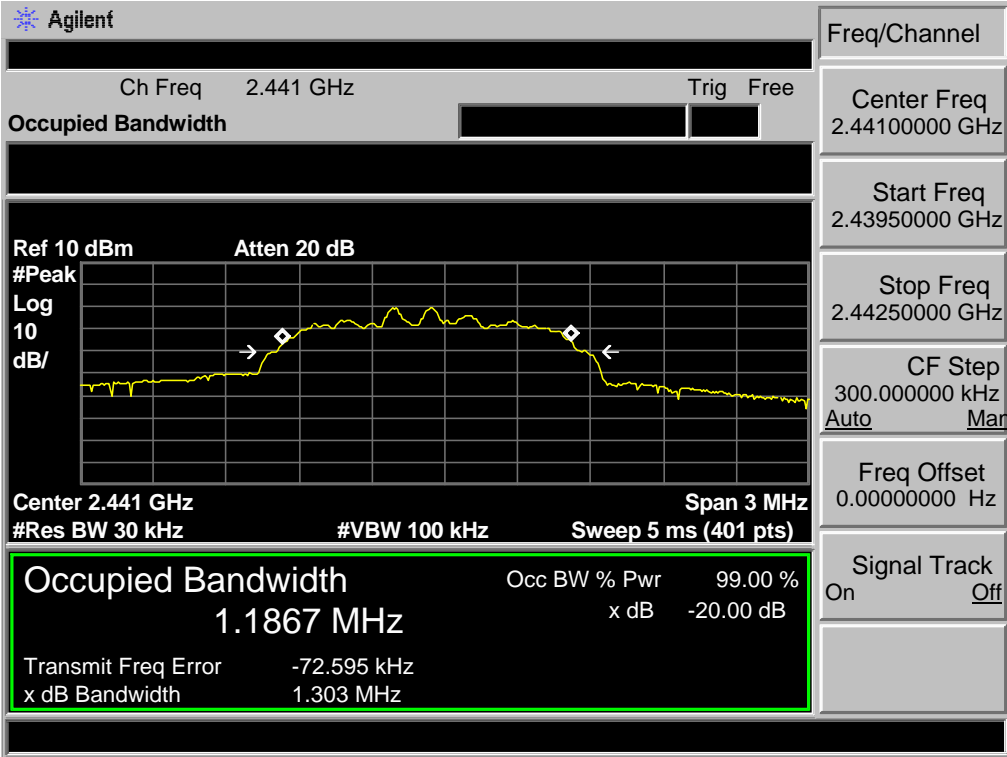 Agilent
Freq/Channel
Ch Freq 2.441 GHz Trig Free
Occupied Bandwidth
Center Freq
2.44100000 GHz
Start Freq
2.43950000 GHz
Stop Freq
2.44250000 GHz
CF Step
300.000000 kHz
Auto Man
Freq Offset
0.00000000 Hz
Signal Track
On Off
Ref 10 dBm Atten 20 dB
#Peak
Log
10
dB/
Center 2.441 GHz Span 3 MHz
#Res BW 30 kHz #VBW 100 kHz Sweep 5 ms (401 pts)
Occupied Bandwidth
1.1867 MHz
Occ BW % Pwr 99.00 %
x dB -20.00 dB
Transmit Freq Error -72.595 kHz
x dB Bandwidth 1.303 MHz